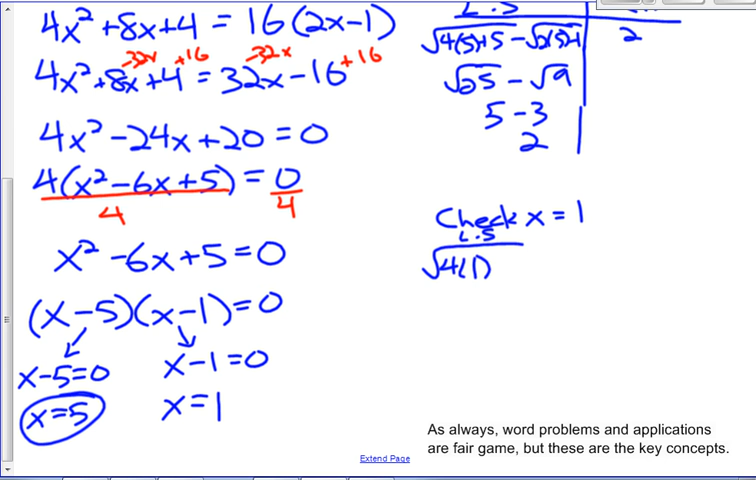 4x² + 8x + 4 = 16(2x - 1)
-32x +16 -32x +16
4x² + 8x + 4 = 32x - 16
4x² - 24x + 20 = 0
4(x² - 6x + 5) = 0
4 4
x² - 6x + 5 = 0
(x - 5)(x - 1) = 0
x - 5 = 0 x - 1 = 0
x = 5 x = 1
L.S
√4(5)+5 - √2(5)-1 2
√25 - √9
5 - 3
2
Check x = 1
L.S
√4(1)
As always, word problems and applications
are fair game, but these are the key concepts.
Extend Page